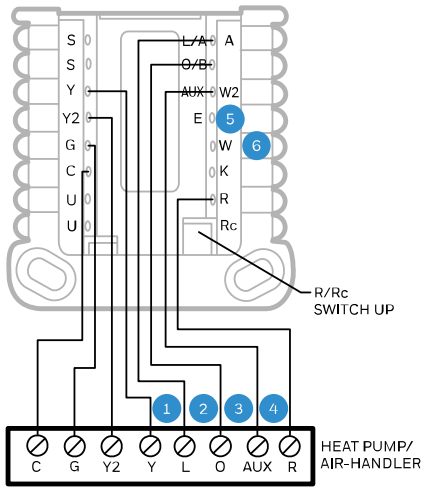 S L/A A
S O/B
Y AUX W2
Y2 E 5
G W 6
C K
U R
U Rc
R/Rc
SWITCH UP
1 2 3 4
C G Y2 Y L O AUX R
HEAT PUMP/
AIR-HANDLER